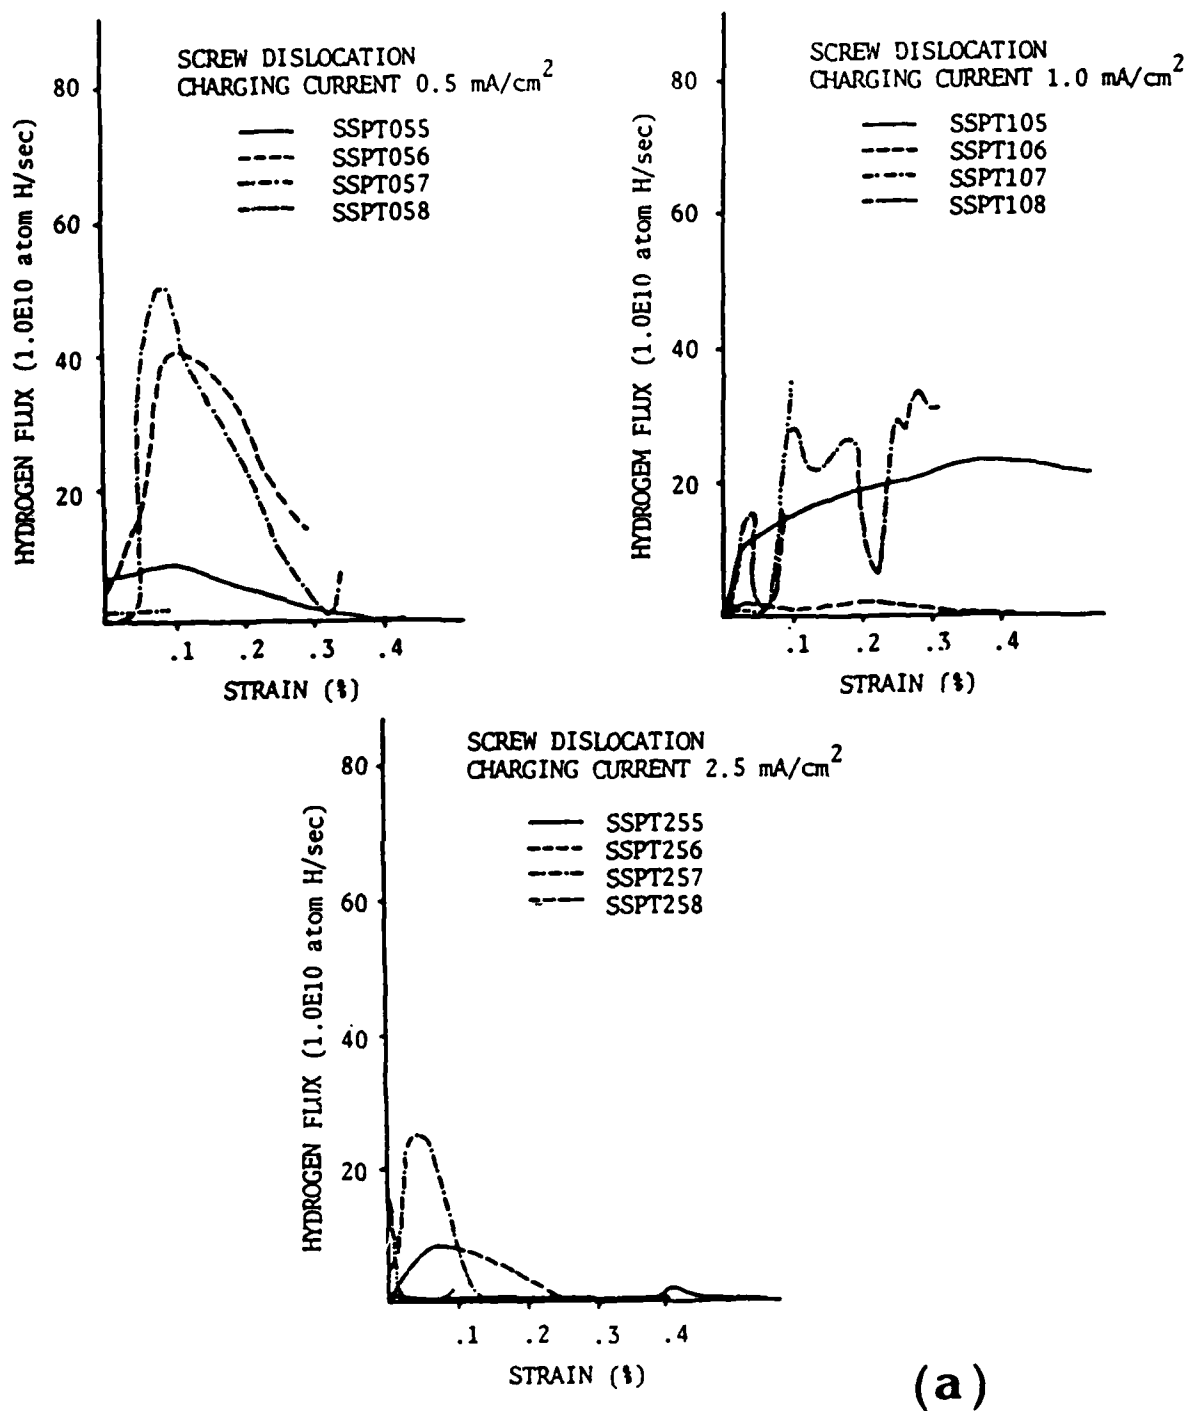 SCREW DISLOCATION
CHARGING CURRENT 0.5 mA/cm²
SSPT055
SSPT056
SSPT057
SSPT058
HYDROGEN FLUX (1.0E10 atom H/sec)
80
60
40
20
.1 .2 .3 .4
STRAIN (%)
SCREW DISLOCATION
CHARGING CURRENT 1.0 mA/cm²
SSPT105
SSPT106
SSPT107
SSPT108
HYDROGEM FLUX (1.0E10 atom H/sec)
80
60
40
20
.1 .2 .3 .4
STRAIN (%)
SCREW DISLOCATION
CHARGING CURRENT 2.5 mA/cm²
SSPT255
SSPT256
SSPT257
SSPT258
HYDROGEN FLUX (1.0E10 atom H/sec)
80
60
40
20
.1 .2 .3 .4
STRAIN (%)
(a)